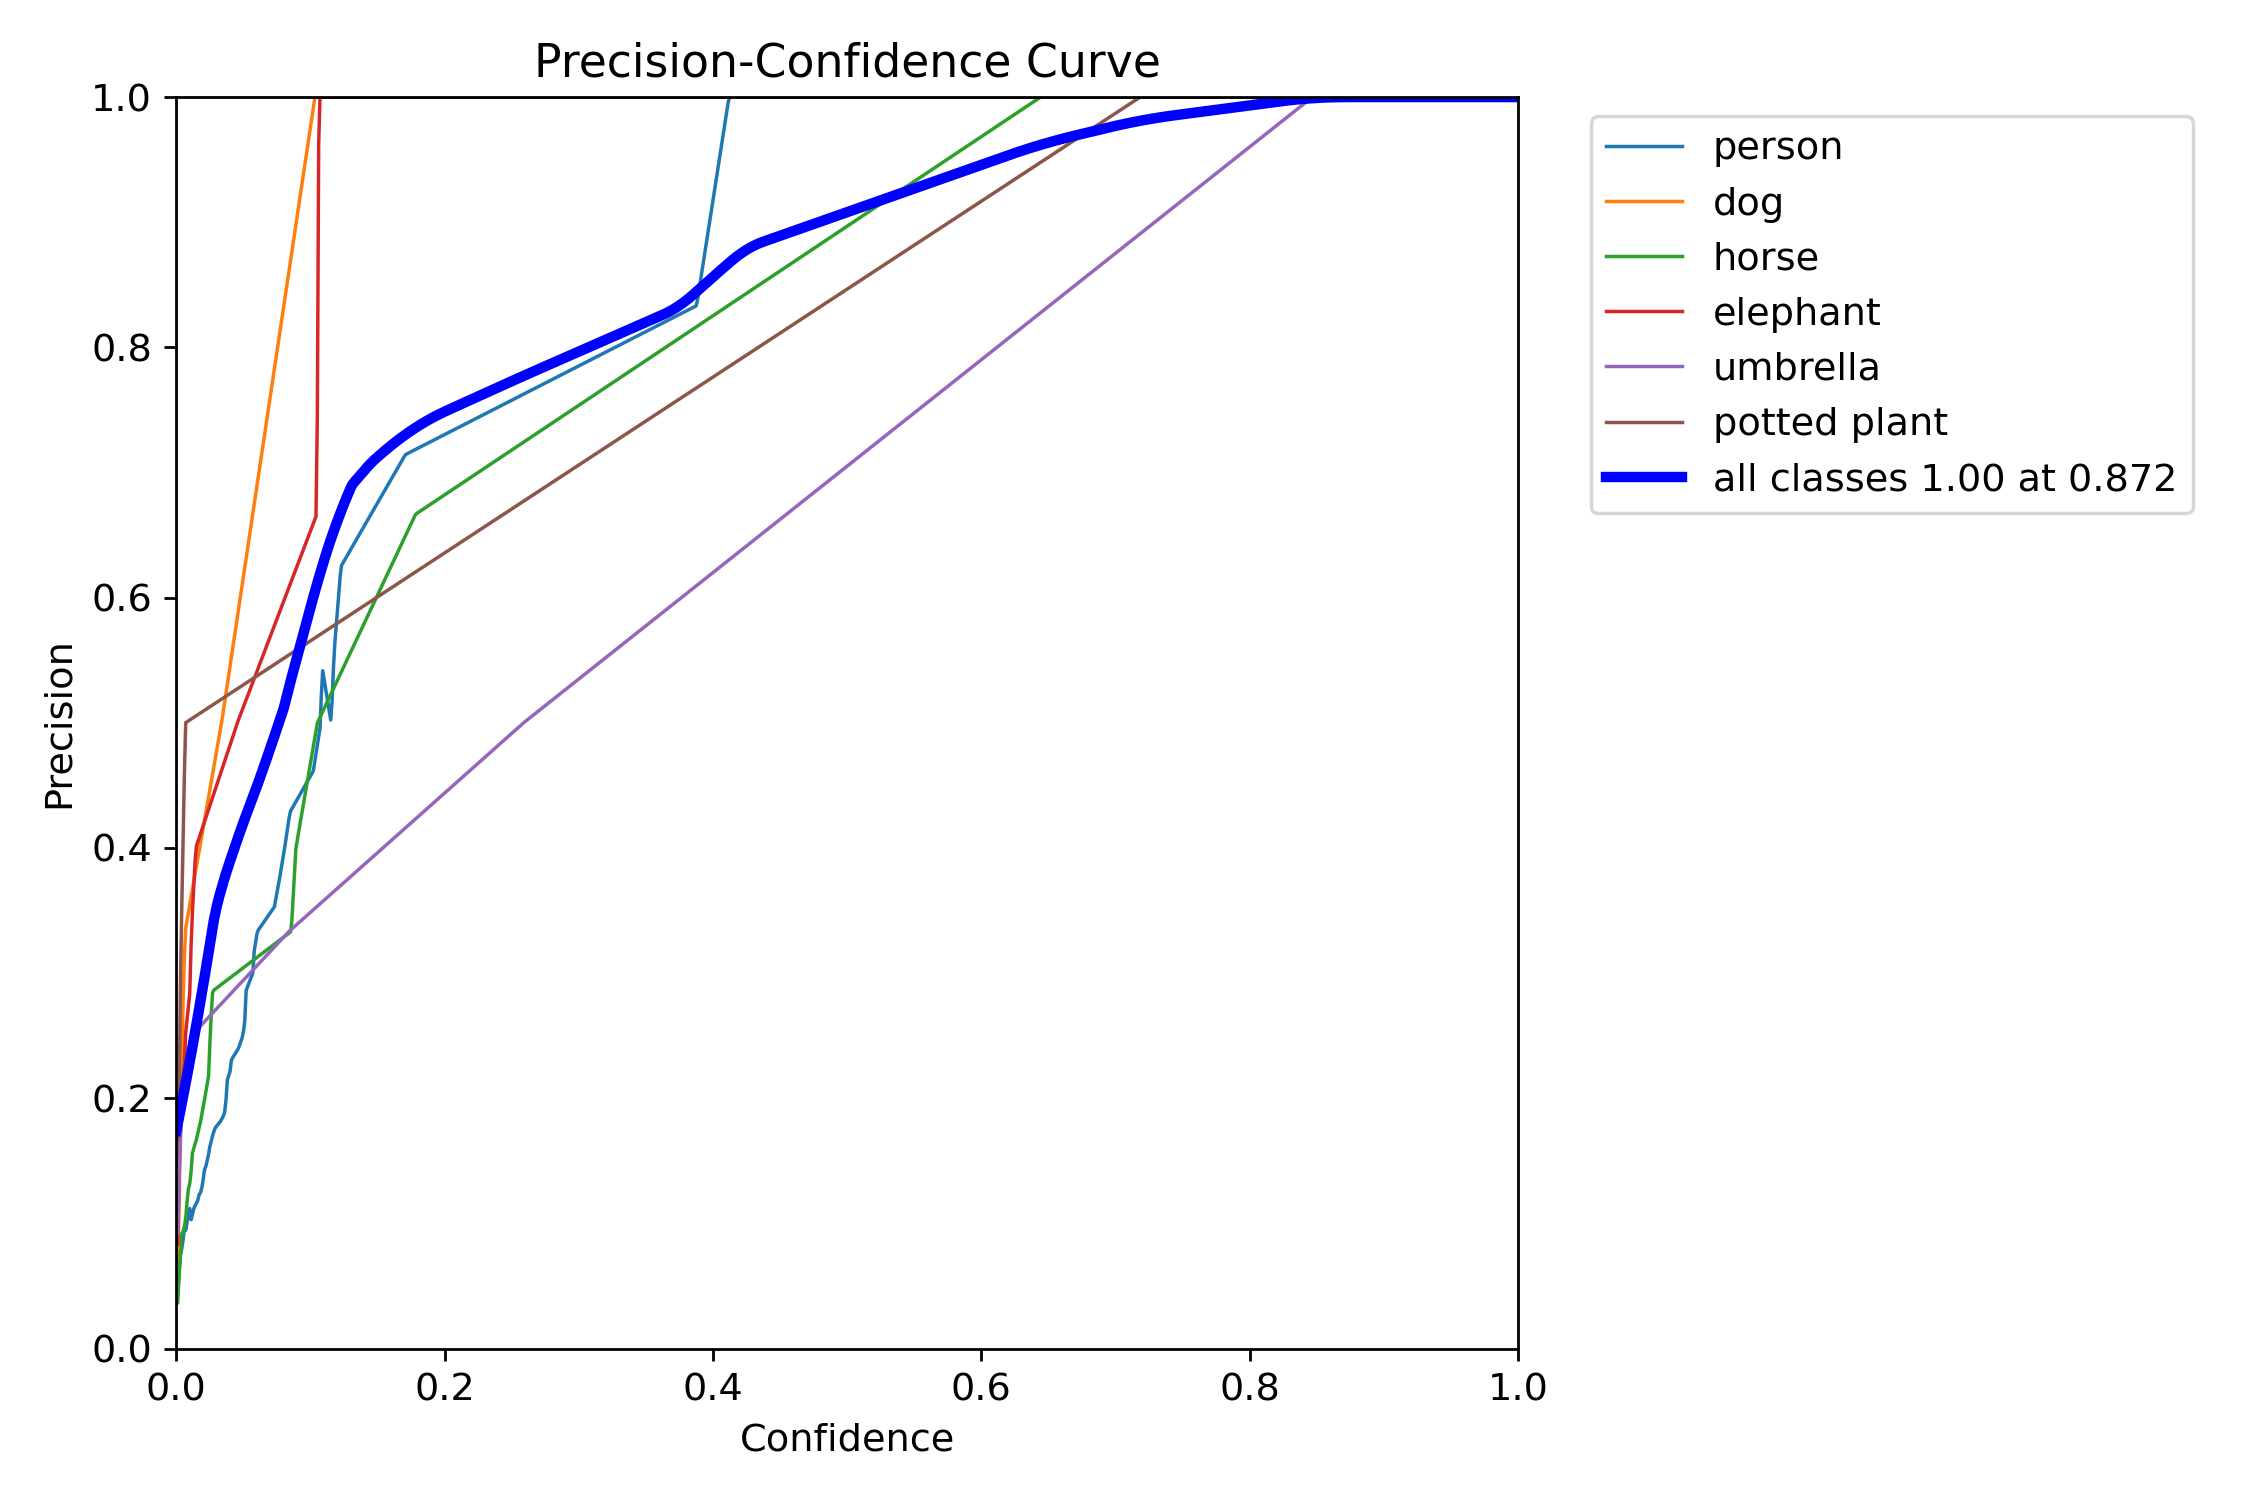 Precision-Confidence Curve
1.0
0.8
0.6
0.4
0.2
0.0
Precision
0.0 0.2 0.4 0.6 0.8 1.0
Confidence
person
dog
horse
elephant
umbrella
potted plant
all classes 1.00 at 0.872